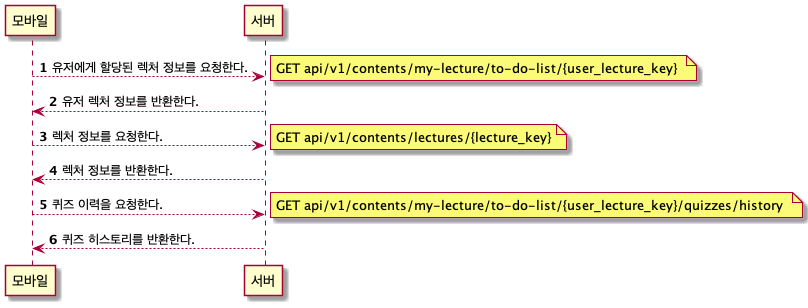 모바일 서버
1 유저에게 할당된 렉처 정보를 요청한다. GET api/v1/contents/my-lecture/to-do-list/{user_lecture_key}
2 유저 렉처 정보를 반환한다.
3 렉처 정보를 요청한다. GET api/v1/contents/lectures/{lecture_key}
4 렉처 정보를 반환한다.
5 퀴즈 이력을 요청한다. GET api/v1/contents/my-lecture/to-do-list/{user_lecture_key}/quizzes/history
6 퀴즈 히스토리를 반환한다.
모바일 서버